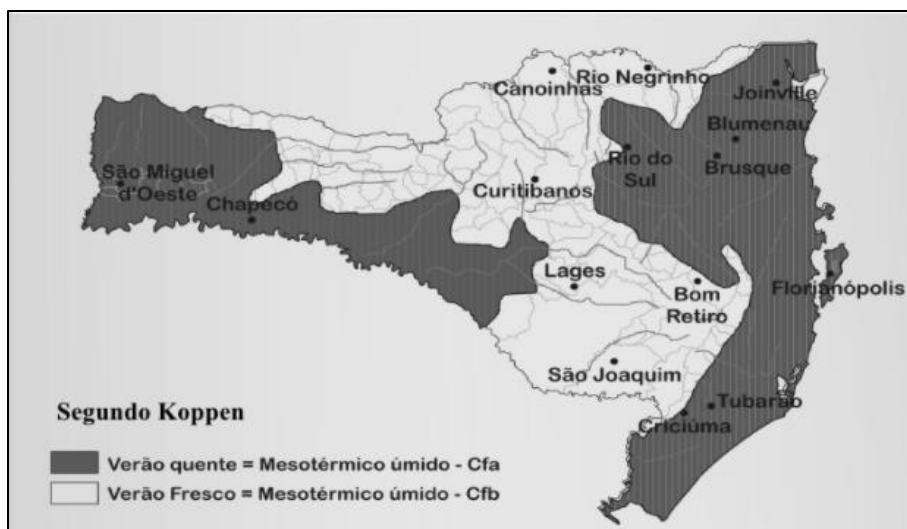 Canoinhas
Rio Negrinho
Joinville
Blumenau
Rio do
Sul
Brusque
São Miguel
d'Oeste
Chapecó
Curitibanos
Lages
Bom
Retiro
Florianópolis
São Joaquim
Tubarão
Criciúma
Segundo Koppen
Verão quente = Mesotérmico úmido - Cfa
Verão Fresco = Mesotérmico úmido - Cfb